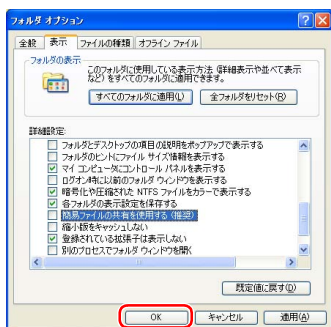 フォルダ オプション
全般 表示 ファイルの種類 オフライン ファイル
フォルダの表示
このフォルダに使用している表示方法 (詳細表示や並べて表示
など) をすべてのフォルダに適用できます。
すべてのフォルダに適用(L) 全フォルダをリセット(R)
詳細設定:
フォルダとデスクトップの項目の説明をポップアップで表示する
フォルダのヒントにファイル サイズ情報を表示する
マイ コンピュータにコントロール パネルを表示する
ログオン時に以前のフォルダ ウィンドウを表示する
暗号化や圧縮された NTFS ファイルをカラーで表示する
各フォルダの表示設定を保存する
簡易ファイルの共有を使用する (推奨)
縮小版をキャッシュしない
登録されている拡張子は表示しない
別のプロセスでフォルダ ウィンドウを開く
既定値に戻す(D)
OK キャンセル 適用(A)